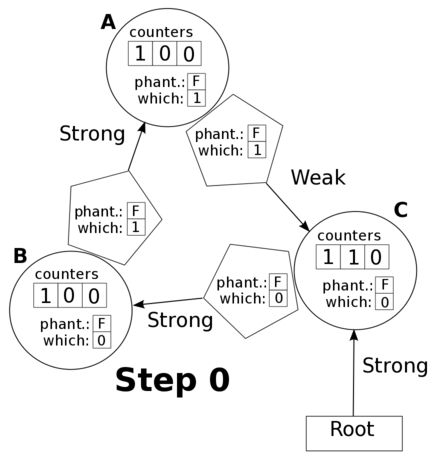 A
counters
1 0 0
phant.: F
which: 1
Strong
phant.: F
which: 1
Weak
phant.: F
which: 1
C
counters
1 1 0
phant.: F
which: 0
B
counters
1 0 0
phant.: F
which: 0
phant.: F
which: 0
Strong
Step 0
Strong
Root